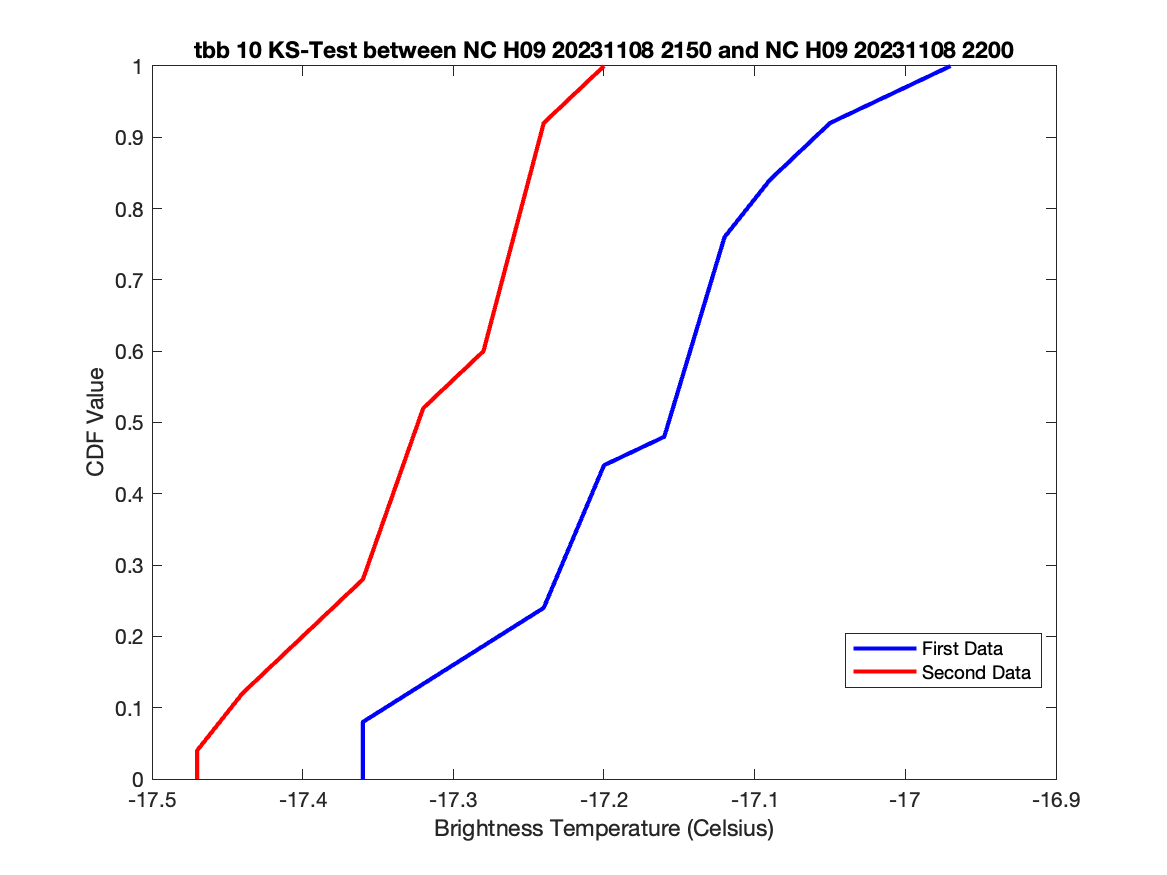 tbb 10 KS-Test between NC H09 20231108 2150 and NC H09 20231108 2200
1
0.9
0.8
0.7
0.6
0.5
0.4
0.3
0.2
0.1
0
CDF Value
First Data
Second Data
-17.5 -17.4 -17.3 -17.2 -17.1 -17 -16.9
Brightness Temperature (Celsius)